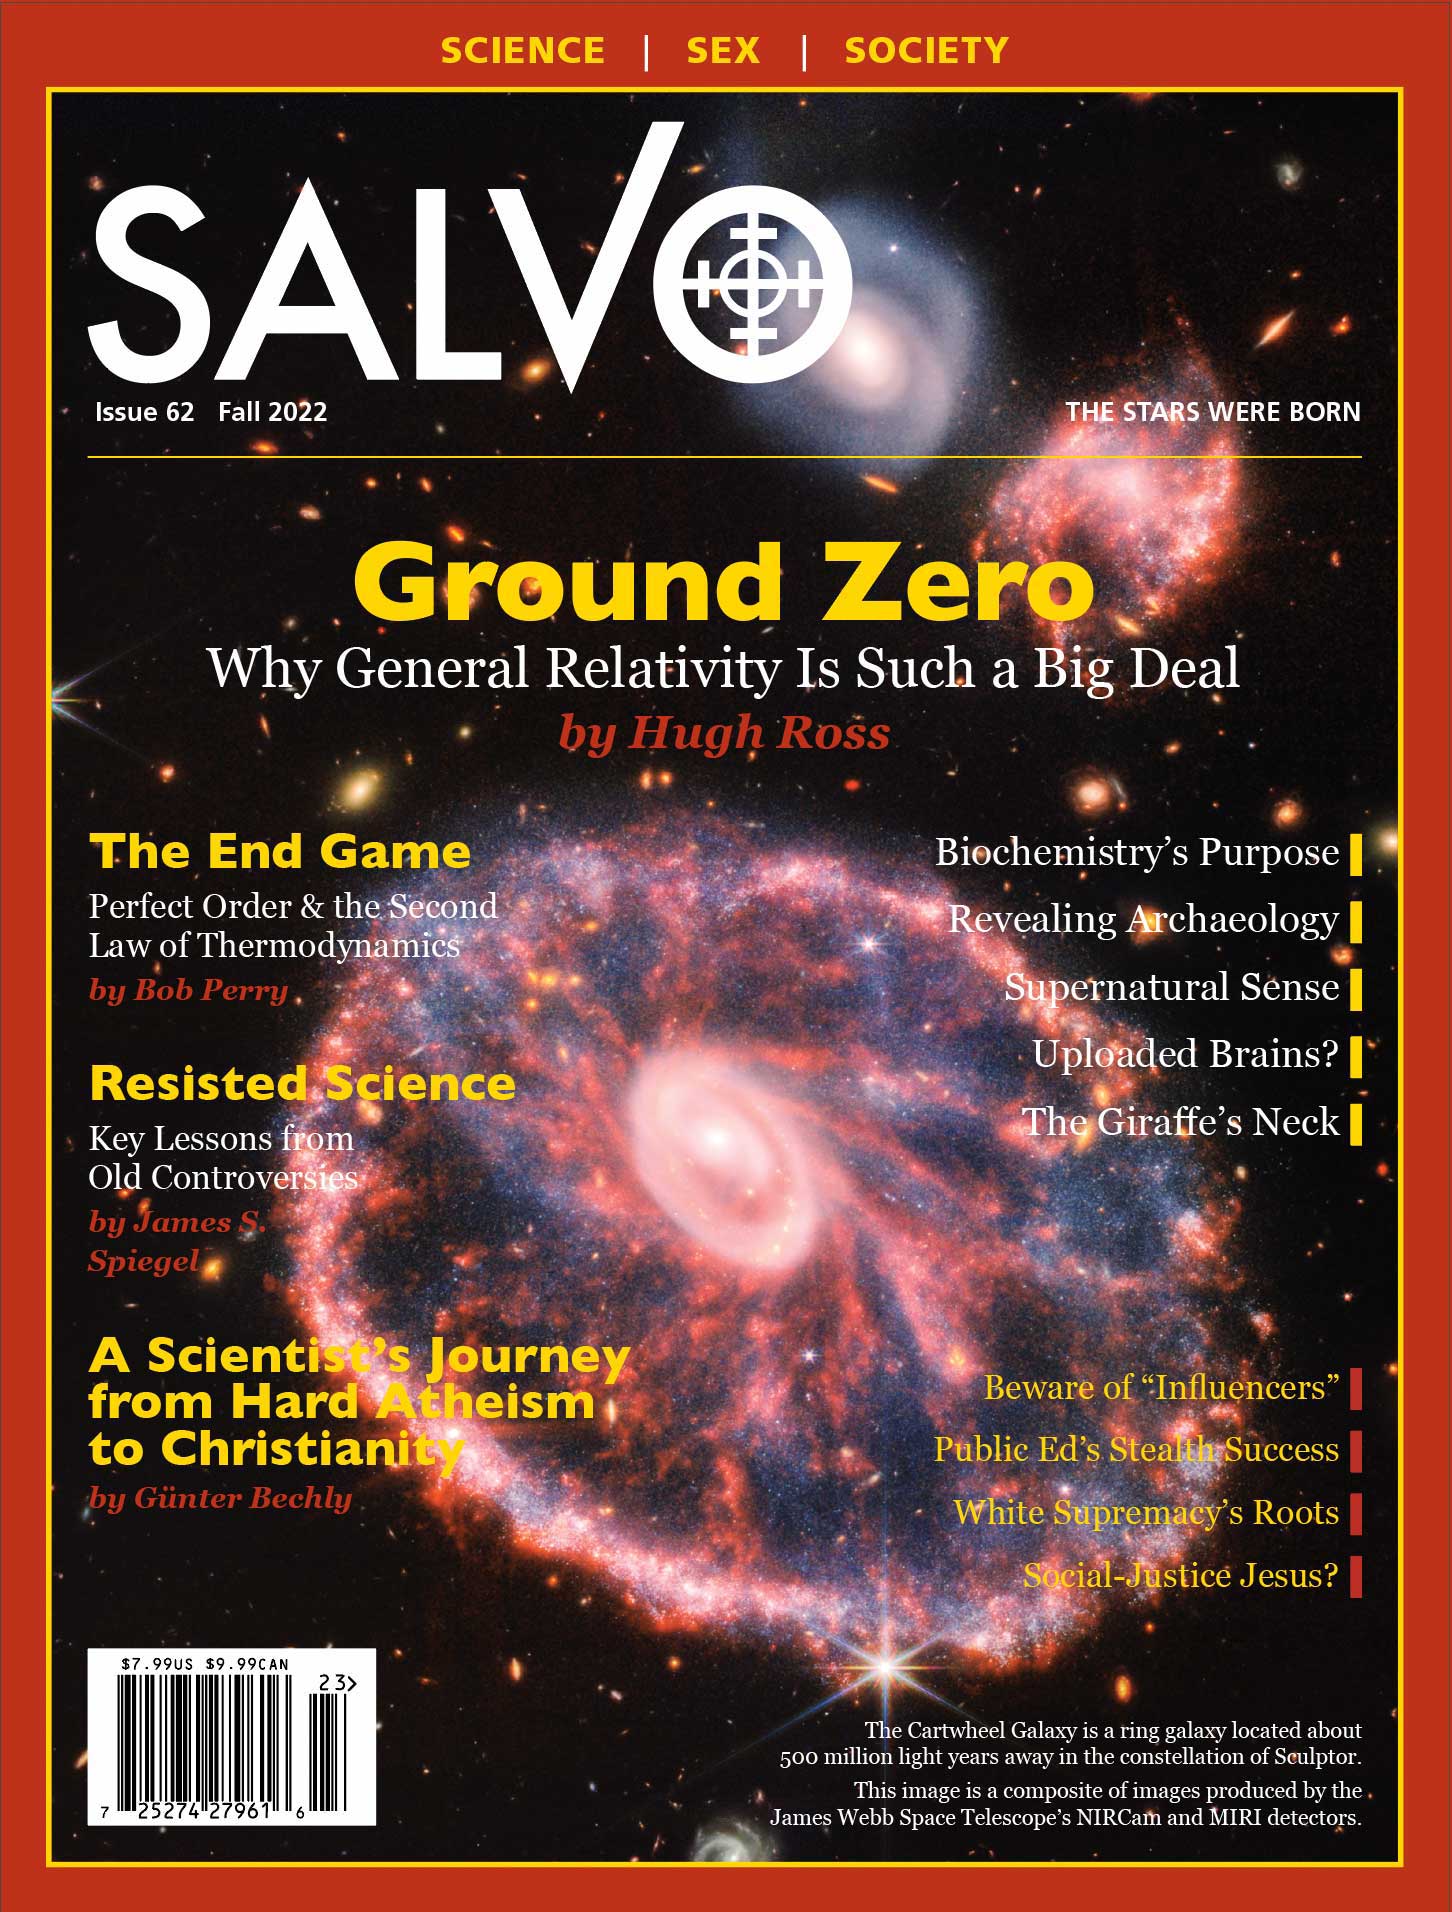 SCIENCE | SEX | SOCIETY
SALVO
Issue 62 Fall 2022
THE STARS WERE BORN
Ground Zero
Why General Relativity Is Such a Big Deal
by Hugh Ross
The End Game
Perfect Order & the Second
Law of Thermodynamics
by Bob Perry
Resisted Science
Key Lessons from
Old Controversies
by James S.
Spiegel
A Scientist's Journey
from Hard Atheism
to Christianity
by Günter Bechly
Biochemistry's Purpose
Revealing Archaeology
Supernatural Sense
Uploaded Brains?
The Giraffe's Neck
Beware of “Influencers”
Public Ed's Stealth Success
White Supremacy's Roots
Social-Justice Jesus?
$7.99US $9.99CAN
23>
7 25274 27961 6
The Cartwheel Galaxy is a ring galaxy located about
500 million light years away in the constellation of Sculptor.
This image is a composite of images produced by the
James Webb Space Telescope's NIRCam and MIRI detectors.